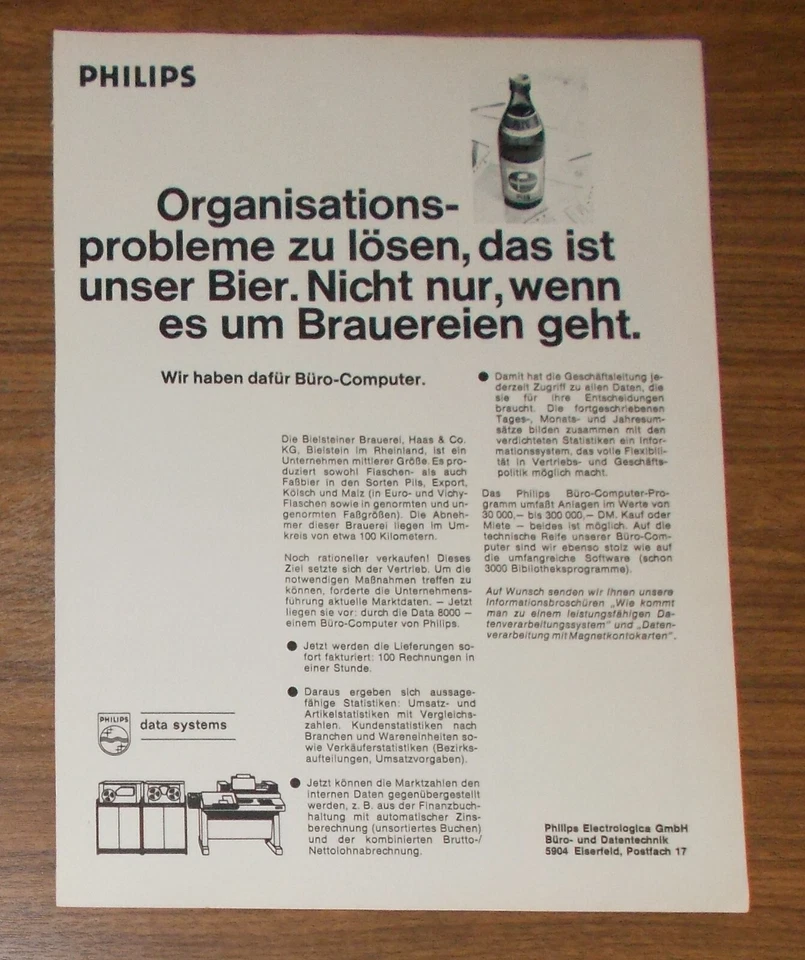 PHILIPS
Organisations-
probleme zu lösen, das ist
unser Bier. Nicht nur, wenn
es um Brauereien geht.
Wir haben dafür Büro-Computer.
Die Bielsteiner Brauerei, Haas & Co.
KG, Bielstein im Rheinland, ist ein
Unternehmen mittlerer Größe. Es pro-
duziert sowohl Flaschen- als auch
Faßbier in den Sorten Pils, Export,
Kölsch und Malz (in Euro- und Vichy-
Flaschen sowie in genormten und un-
genormten Faßgrößen). Die Abneh-
mer dieser Brauerei liegen im Um-
kreis von etwa 100 Kilometern.
Noch rationeller verkaufen! Dieses
Ziel setzte sich der Vertrieb. Um die
notwendigen Maßnahmen treffen zu
können, forderte die Unternehmens-
führung aktuelle Marktdaten. — Jetzt
liegen sie vor: durch die Data 8000 —
einem Büro-Computer von Philips.
● Jetzt werden die Lieferungen so-
fort fakturiert: 100 Rechnungen in
einer Stunde.
● Daraus ergeben sich aussage-
fähige Statistiken: Umsatz- und
Artikelstatistiken mit Vergleichs-
zahlen. Kundenstatistiken nach
Branchen und Wareneinheiten so-
wie Verkäuferstatistiken (Bezirks-
aufteilungen, Umsatzvorgaben).
● Jetzt können die Marktzahlen den
internen Daten gegenübergestellt
werden, z. B. aus der Finanzbuch-
haltung mit automatischer Zins-
berechnung (unsortiertes Buchen)
und der kombinierten Brutto-/
Nettolohnabrechnung.
● Damit hat die Geschäftsleitung je-
derzeit Zugriff zu allen Daten, die
sie für ihre Entscheidungen
braucht. Die fortgeschriebenen
Tages-, Monats- und Jahresum-
sätze bilden zusammen mit den
verdichteten Statistiken ein Infor-
mationssystem, das volle Flexibili-
tät in Vertriebs- und Geschäfts-
politik möglich macht.
Das Philips Büro-Computer-Pro-
gramm umfaßt Anlagen im Werte von
30 000,— bis 300 000,— DM. Kauf oder
Miete — beides ist möglich. Auf die
technische Reife unserer Büro-Com-
puter sind wir ebenso stolz wie auf
die umfangreiche Software (schon
3000 Bibliotheksprogramme).
Auf Wunsch senden wir Ihnen unsere
Informationsbroschüren „Wie kommt
man zu einem leistungsfähigen Da-
tenverarbeitungssystem" und „Daten-
verarbeitung mit Magnetkontokarten".
PHILIPS
data systems
Philips Electrologica GmbH
Büro- und Datentechnik
5904 Eiserfeld, Postfach 17